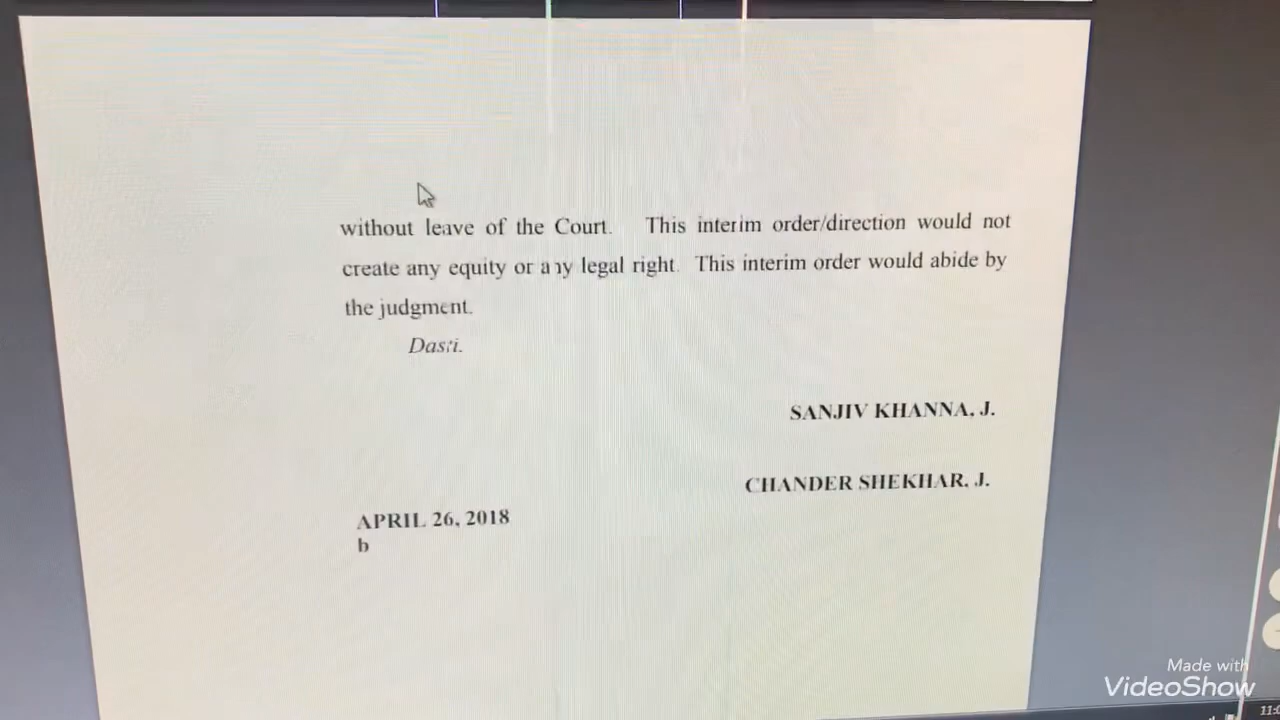 without leave of the Court. This interim order/direction would not
create any equity or any legal right. This interim order would abide by
the judgment.
Dasti.
SANJIV KHANNA, J.
CHANDER SHEKHAR, J.
APRIL 26, 2018
b
Made with
VideoShow